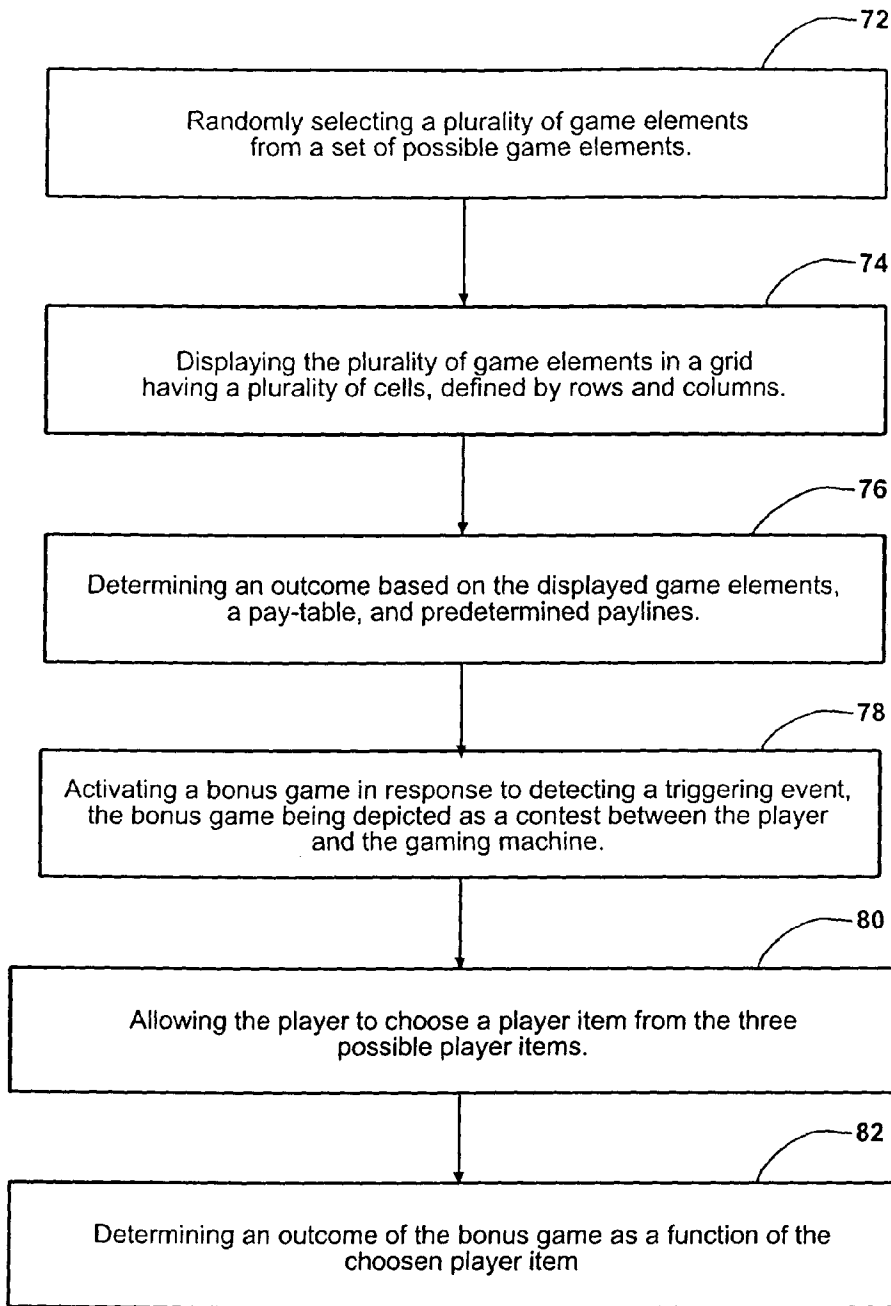 72
Randomly selecting a plurality of game elements
from a set of possible game elements.
74
Displaying the plurality of game elements in a grid
having a plurality of cells, defined by rows and columns.
76
Determining an outcome based on the displayed game elements,
a pay-table, and predetermined paylines.
78
Activating a bonus game in response to detecting a triggering event,
the bonus game being depicted as a contest between the player
and the gaming machine.
80
Allowing the player to choose a player item from the three
possible player items.
82
Determining an outcome of the bonus game as a function of the
choosen player item